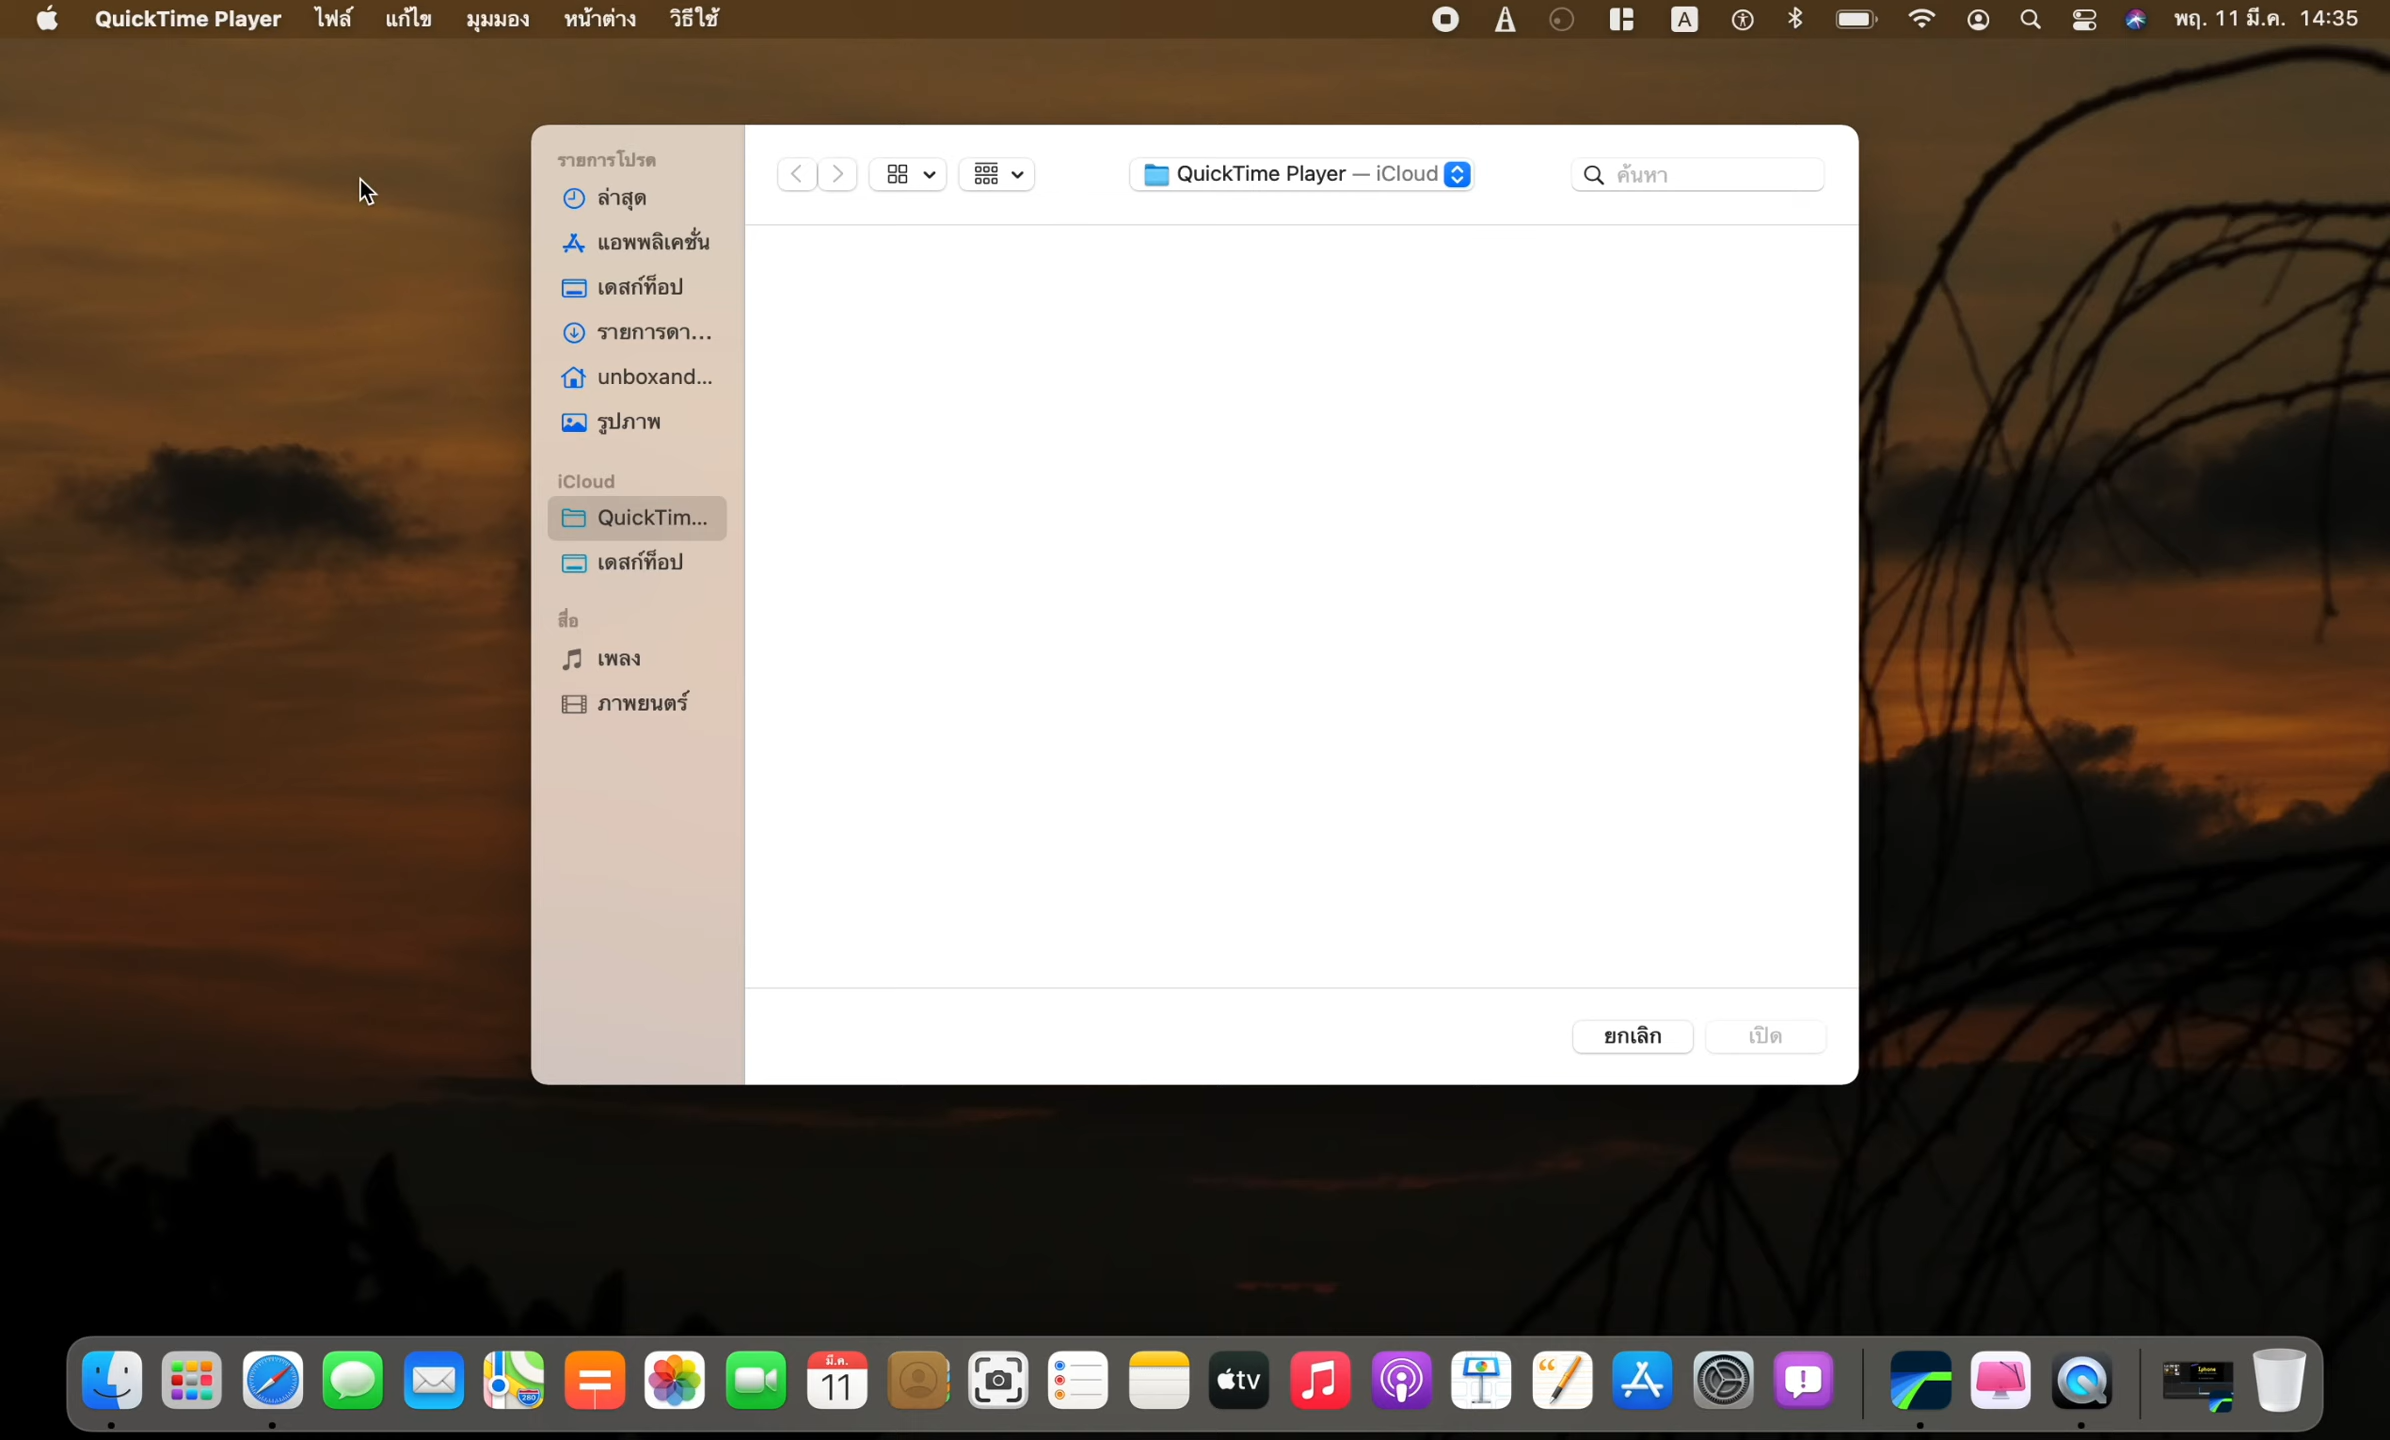 QuickTime Player ไฟล์ แก้ไข มุมมอง หน้าต่าง วิธีใช้ A พฤ. 11 มี.ค. 14:35
รายการโปรด
ล่าสุด
แอพพลิเคชั่น
เดสก์ท็อป
รายการดา...
unboxand...
รูปภาพ
iCloud
QuickTim...
เดสก์ท็อป
สื่อ
เพลง
ภาพยนตร์
QuickTime Player — iCloud
ค้นหา
ยกเลิก เปิด
280
มี.ค.
11
tv